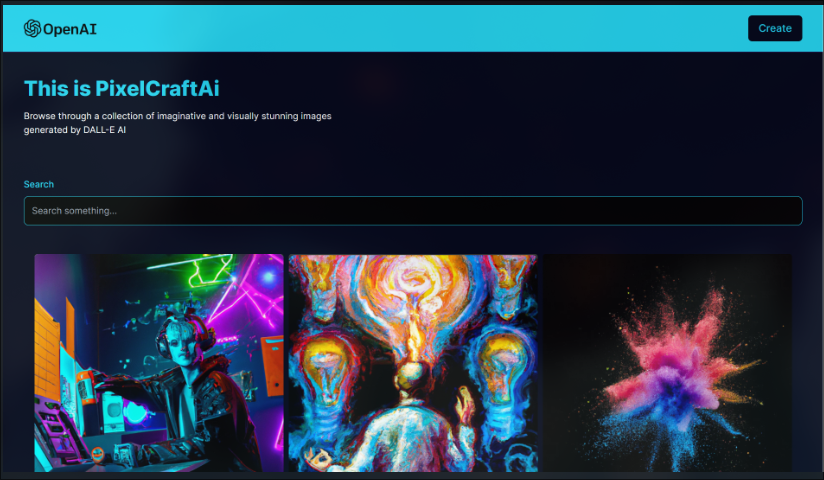 OpenAI
Create
This is PixelCraftAi
Browse through a collection of imaginative and visually stunning images
generated by DALL-E AI
Search
Search something...